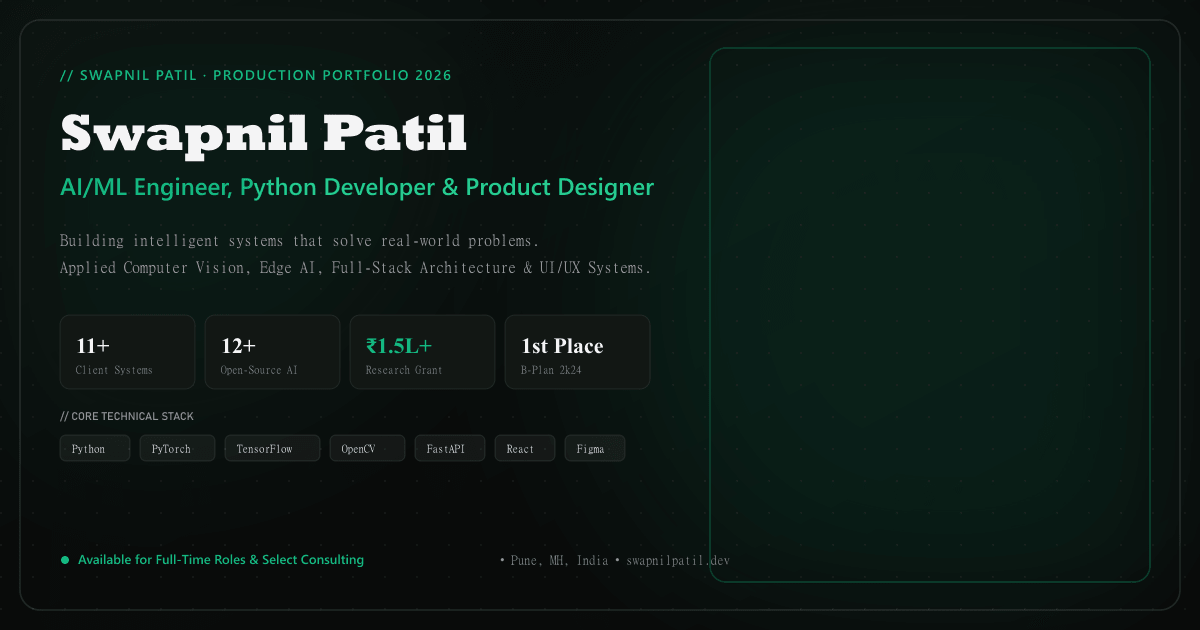 // SWAPNIL PATIL · PRODUCTION PORTFOLIO 2026
Swapnil Patil
AI/ML Engineer, Python Developer & Product Designer
Building intelligent systems that solve real-world problems.
Applied Computer Vision, Edge AI, Full-Stack Architecture & UI/UX Systems.
11+
Client Systems
12+
Open-Source AI
₹1.5L+
Research Grant
1st Place
B-Plan 2k24
// CORE TECHNICAL STACK
Python
PyTorch
TensorFlow
OpenCV
FastAPI
React
Figma
Available for Full-Time Roles & Select Consulting
• Pune, MH, India • swapnilpatil.dev